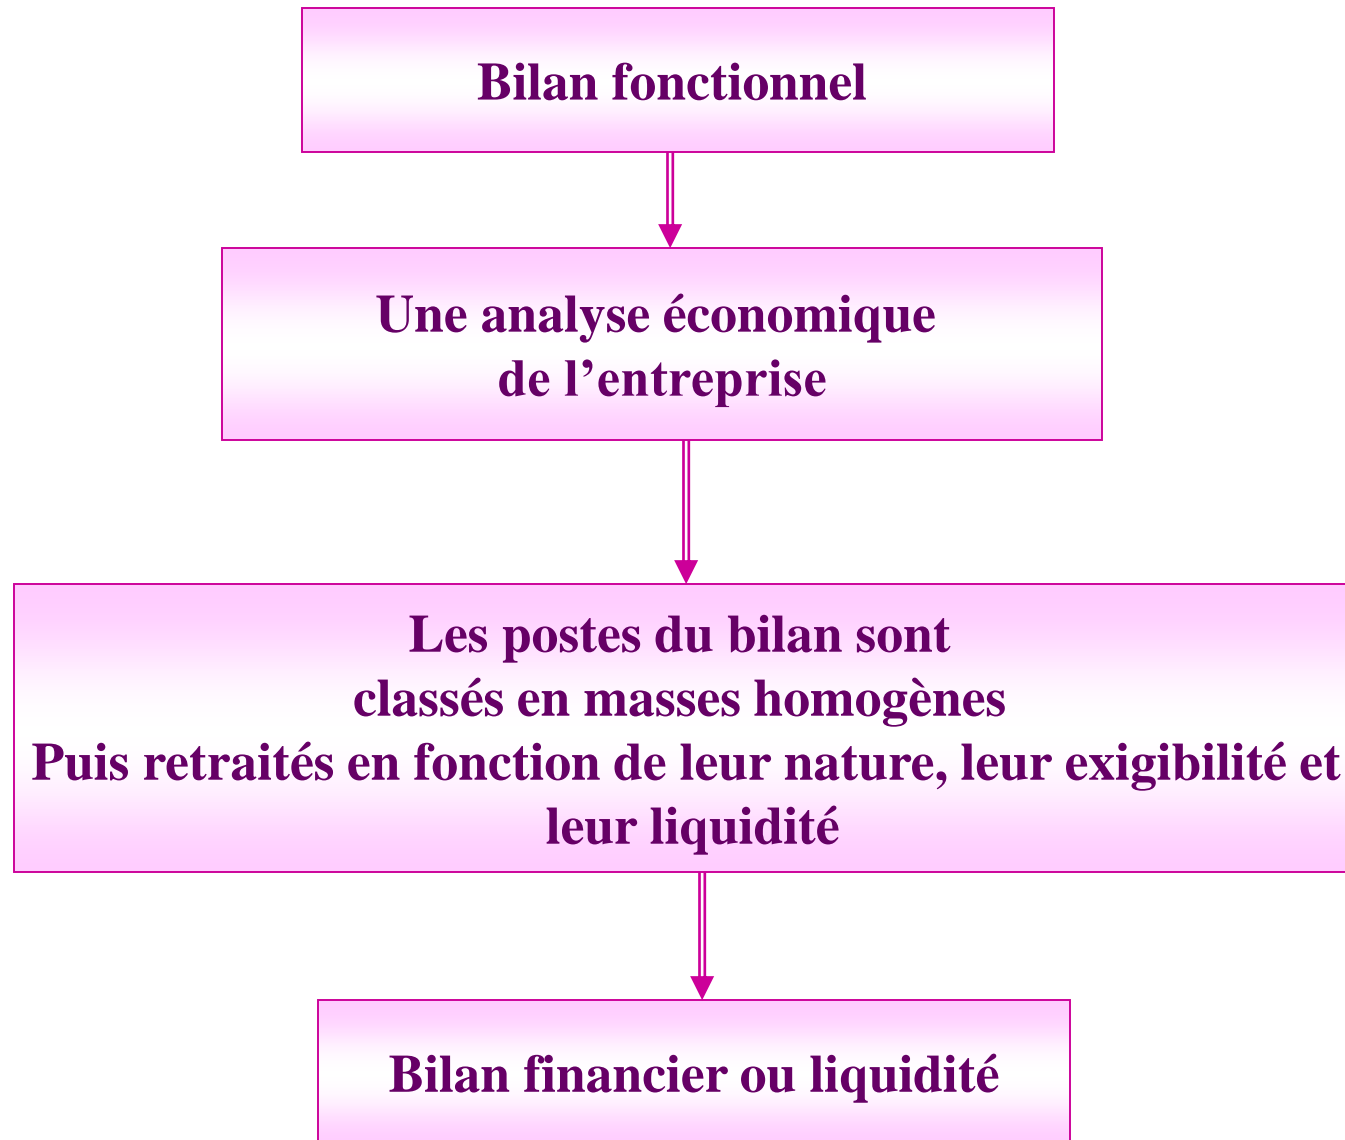 Bilan fonctionnel
Une analyse économique
de l’entreprise
Les postes du bilan sont
classés en masses homogènes
Puis retraités en fonction de leur nature, leur exigibilité et
leur liquidité
Bilan financier ou liquidité